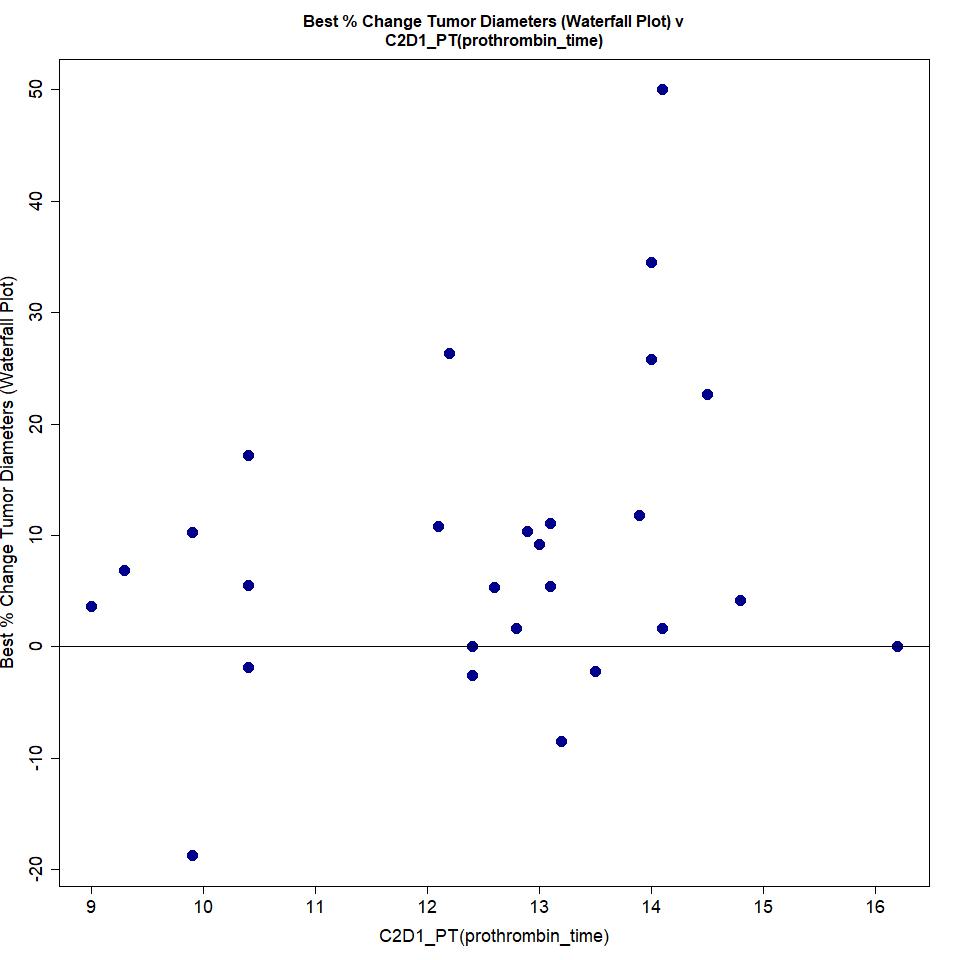 Best % Change Tumor Diameters (Waterfall Plot) v
C2D1_PT(prothrombin_time)
Best % Change Tumor Diameters (Waterfall Plot)
50
40
30
20
10
0
-10
-20
9 10 11 12 13 14 15 16
C2D1_PT(prothrombin_time)